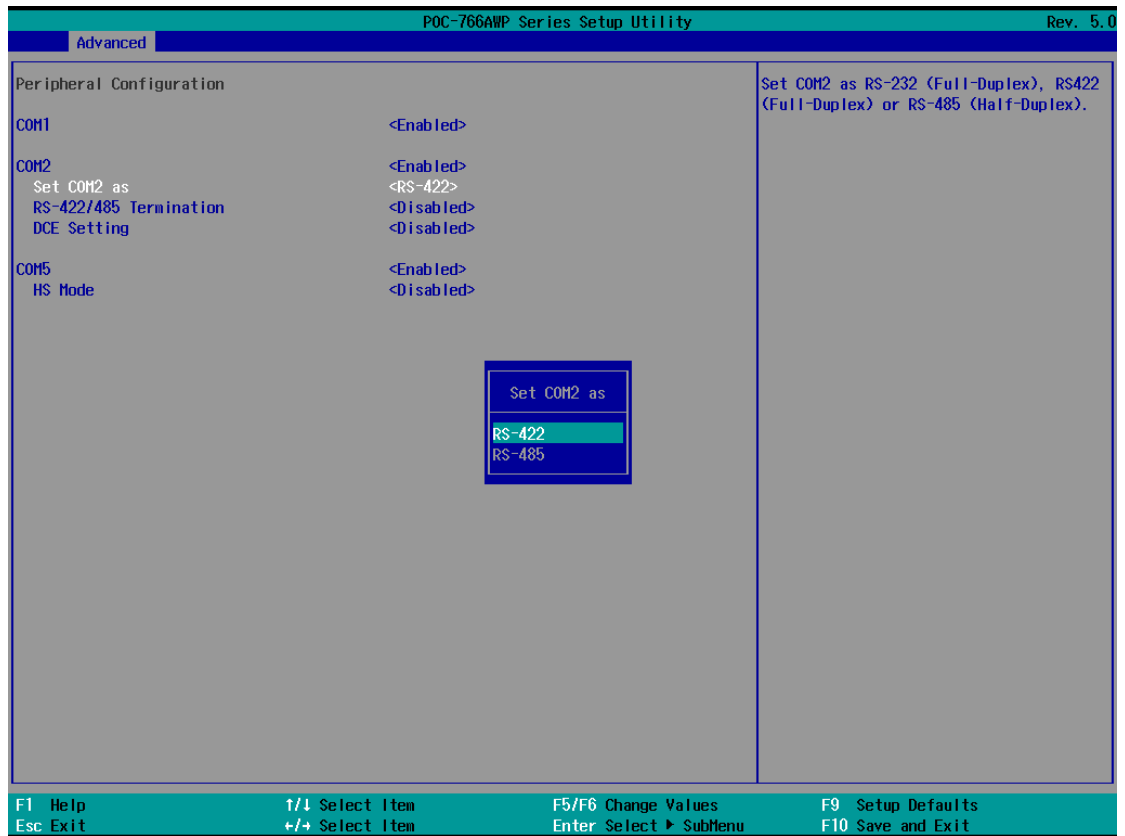 POC-766AWP Series Setup Utility Rev. 5.0
Advanced
Peripheral Configuration
Set COM2 as RS-232 (Full-Duplex), RS422
(Full-Duplex) or RS-485 (Half-Duplex).
COM1 <Enabled>
COM2 <Enabled>
Set COM2 as <RS-422>
RS-422/485 Termination <Disabled>
DCE Setting <Disabled>
COM5 <Enabled>
HS Mode <Disabled>
Set COM2 as
RS-422
RS-485
F1 Help ↑/↓ Select Item F5/F6 Change Values F9 Setup Defaults
Esc Exit ←/→ Select Item Enter Select ▶ SubMenu F10 Save and Exit